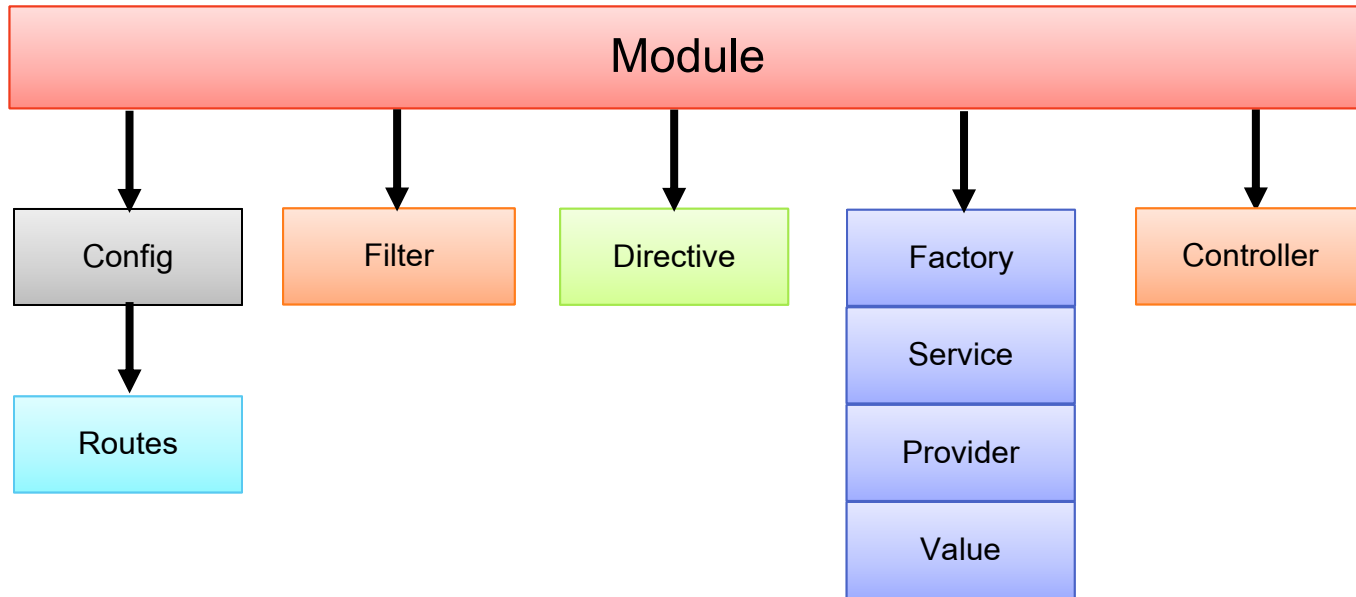 Module
Config
Filter
Directive
Factory
Controller
Service
Routes
Provider
Value